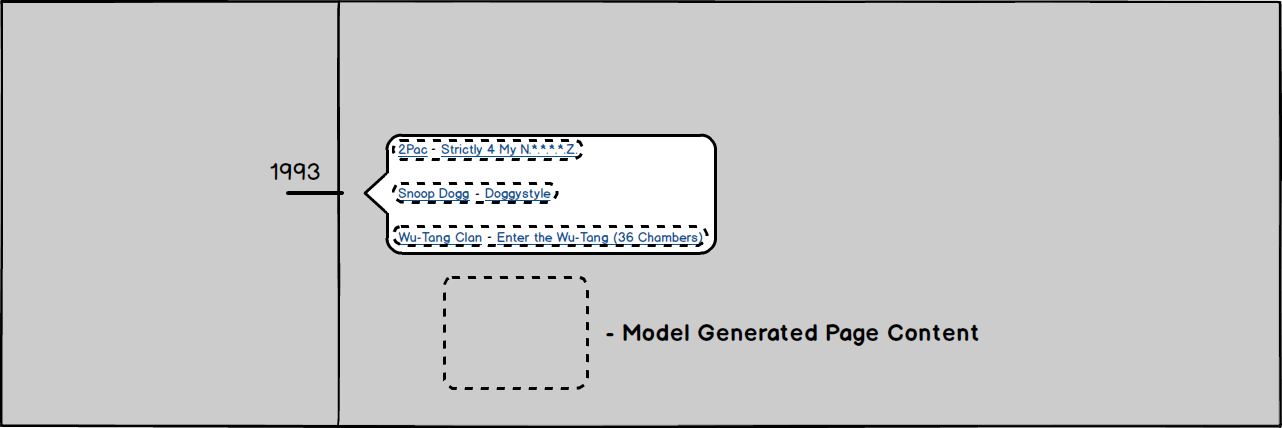 1993
2Pac - Strictly 4 My N.*.*.*.*.Z.
Snoop Dogg - Doggystyle
Wu-Tang Clan - Enter the Wu-Tang (36 Chambers)
- Model Generated Page Content